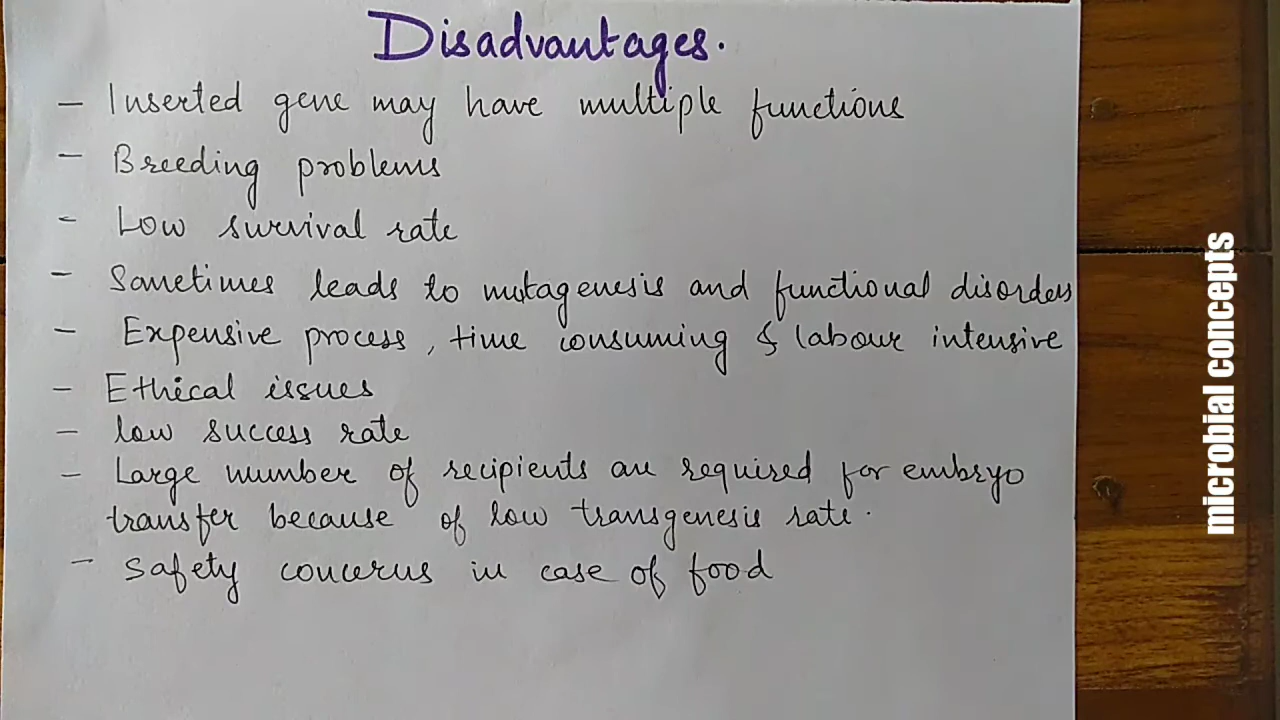 Disadvantages.
- Inserted gene may have multiple functions
- Breeding problems
- Low survival rate
- Sometimes leads to mutagenesis and functional disorders
- Expensive process, time consuming & labour intensive
- Ethical issues
- low success rate
- Large number of recipients are required for embryo
transfer because of low transgenesis rate.
- Safety concerns in case of food
microbial concepts